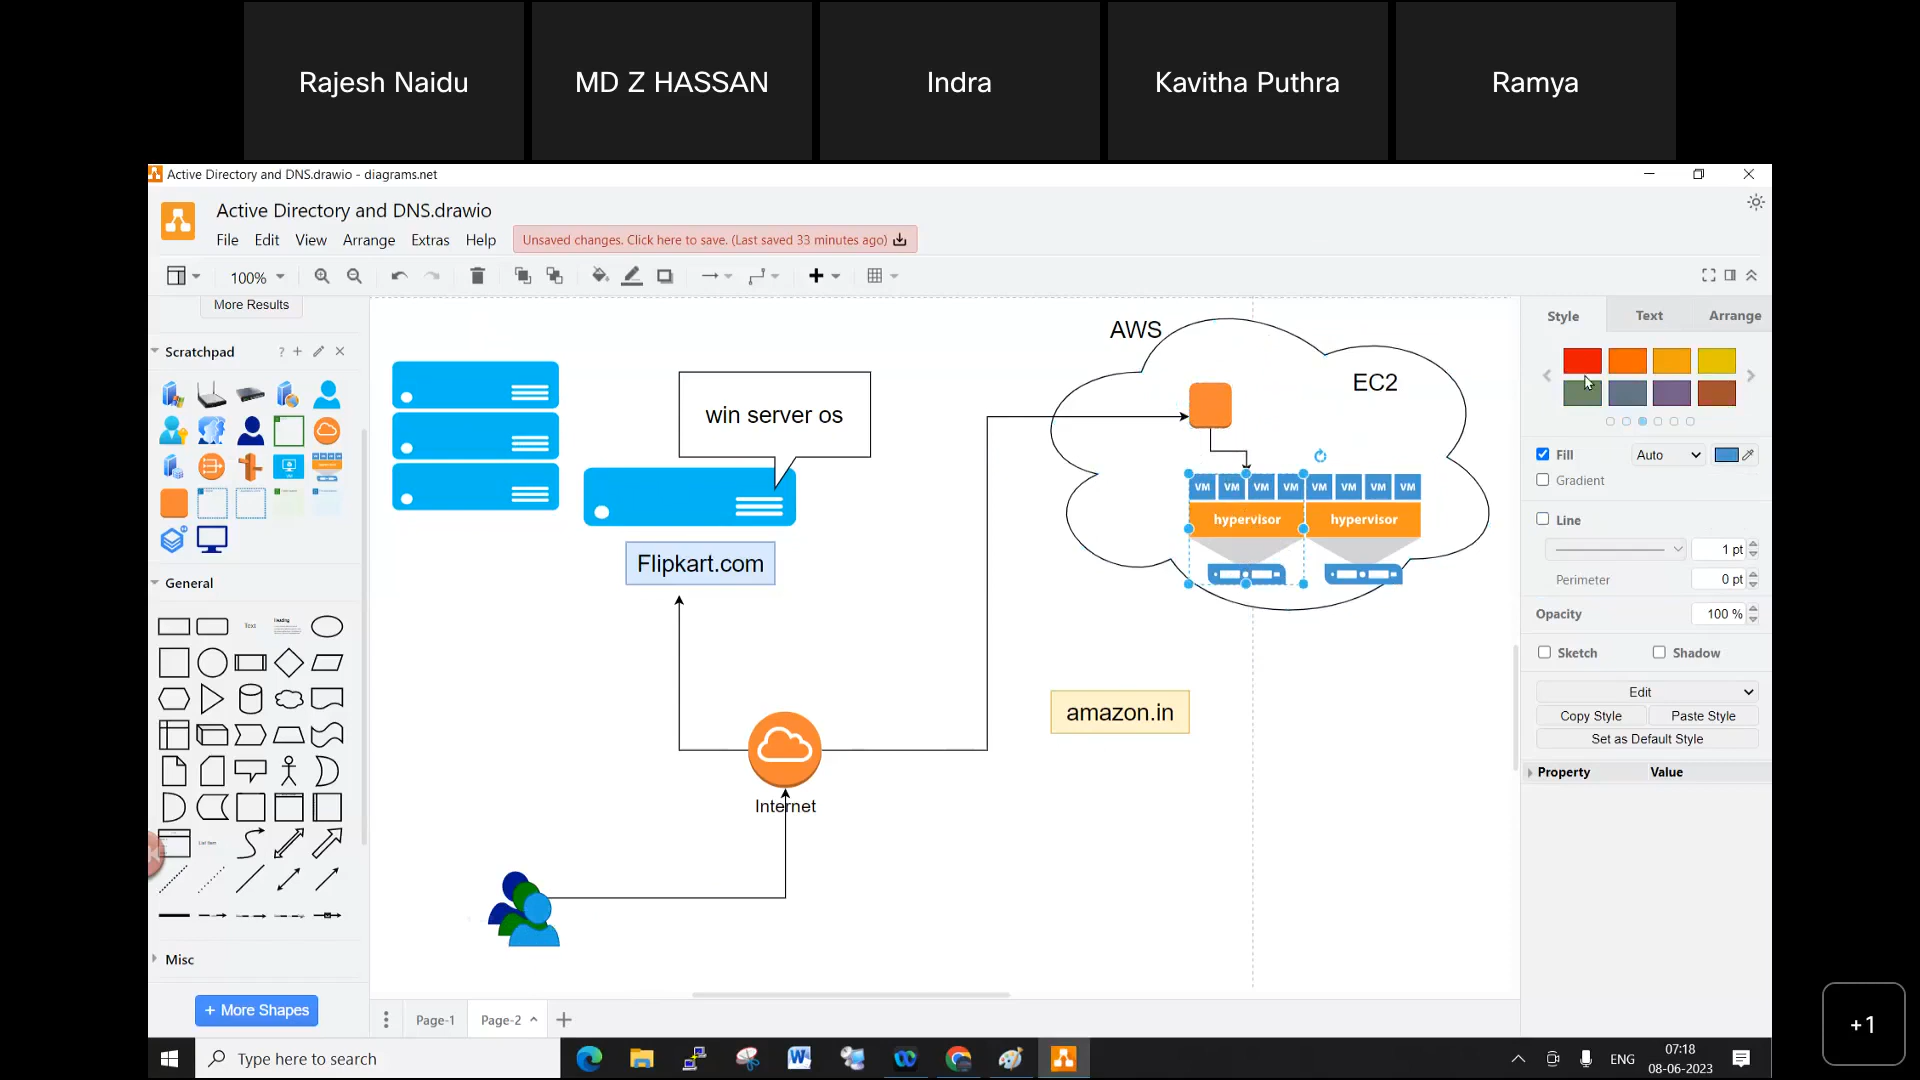 Rajesh Naidu
MD Z HASSAN
Indra
Kavitha Puthra
Ramya
Active Directory and DNS.drawio - diagrams.net
Active Directory and DNS.drawio
File Edit View Arrange Extras Help
Unsaved changes. Click here to save. (Last saved 33 minutes ago)
100%
More Results
Scratchpad
?
General
Text
Heading
List Item
Misc
+ More Shapes
win server os
Flipkart.com
Internet
AWS
EC2
VM VM VM VM VM VM VM VM
hypervisor hypervisor
amazon.in
Style Text Arrange
Fill Auto
Gradient
Line
1 pt
Perimeter 0 pt
Opacity 100 %
Sketch Shadow
Edit
Copy Style Paste Style
Set as Default Style
Property Value
Page-1 Page-2
+1
Type here to search
ENG
07:18
08-06-2023